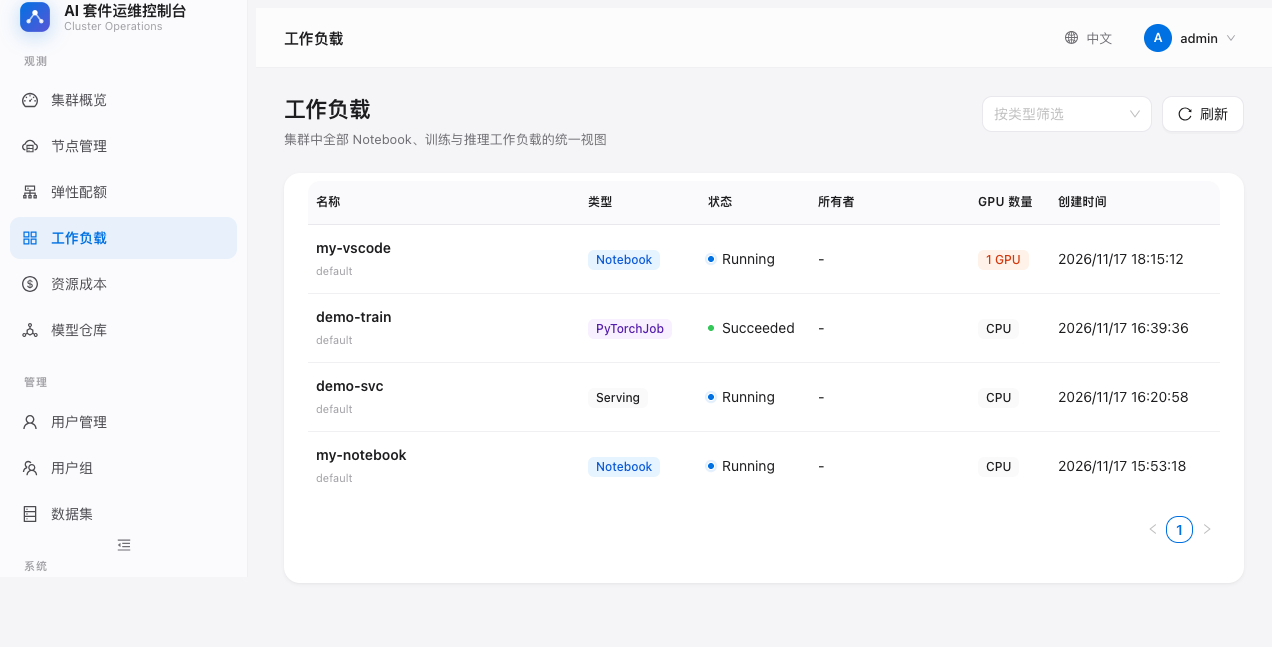 AI 套件运维控制台
Cluster Operations
观测
集群概览
节点管理
弹性配额
工作负载
资源成本
模型仓库
管理
用户管理
用户组
数据集
系统
工作负载
中文
A admin
工作负载
集群中全部 Notebook、训练与推理工作负载的统一视图
按类型筛选
刷新
名称 类型 状态 所有者 GPU 数量 创建时间
my-vscode
default
Notebook Running - 1 GPU 2026/11/17 18:15:12
demo-train
default
PyTorchJob Succeeded - CPU 2026/11/17 16:39:36
demo-svc
default
Serving Running - CPU 2026/11/17 16:20:58
my-notebook
default
Notebook Running - CPU 2026/11/17 15:53:18
1